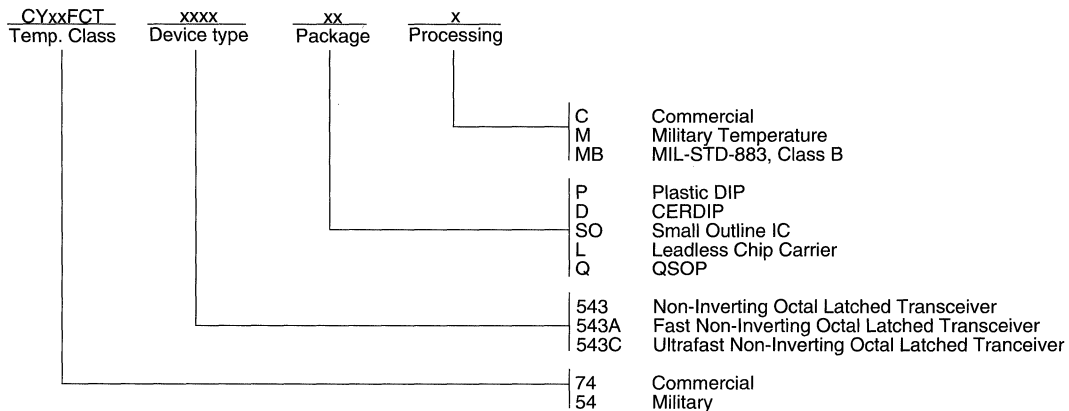 CYxxFCT xxxx xx x
Temp. Class Device type Package Processing
C Commercial
M Military Temperature
MB MIL-STD-883, Class B
P Plastic DIP
D CERDIP
SO Small Outline IC
L Leadless Chip Carrier
Q QSOP
543 Non-Inverting Octal Latched Transceiver
543A Fast Non-Inverting Octal Latched Transceiver
543C Ultrafast Non-Inverting Octal Latched Tranceiver
74 Commercial
54 Military